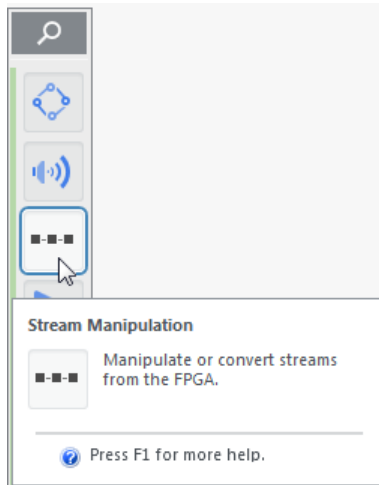 Stream Manipulation
Manipulate or convert streams
from the FPGA.
Press F1 for more help.